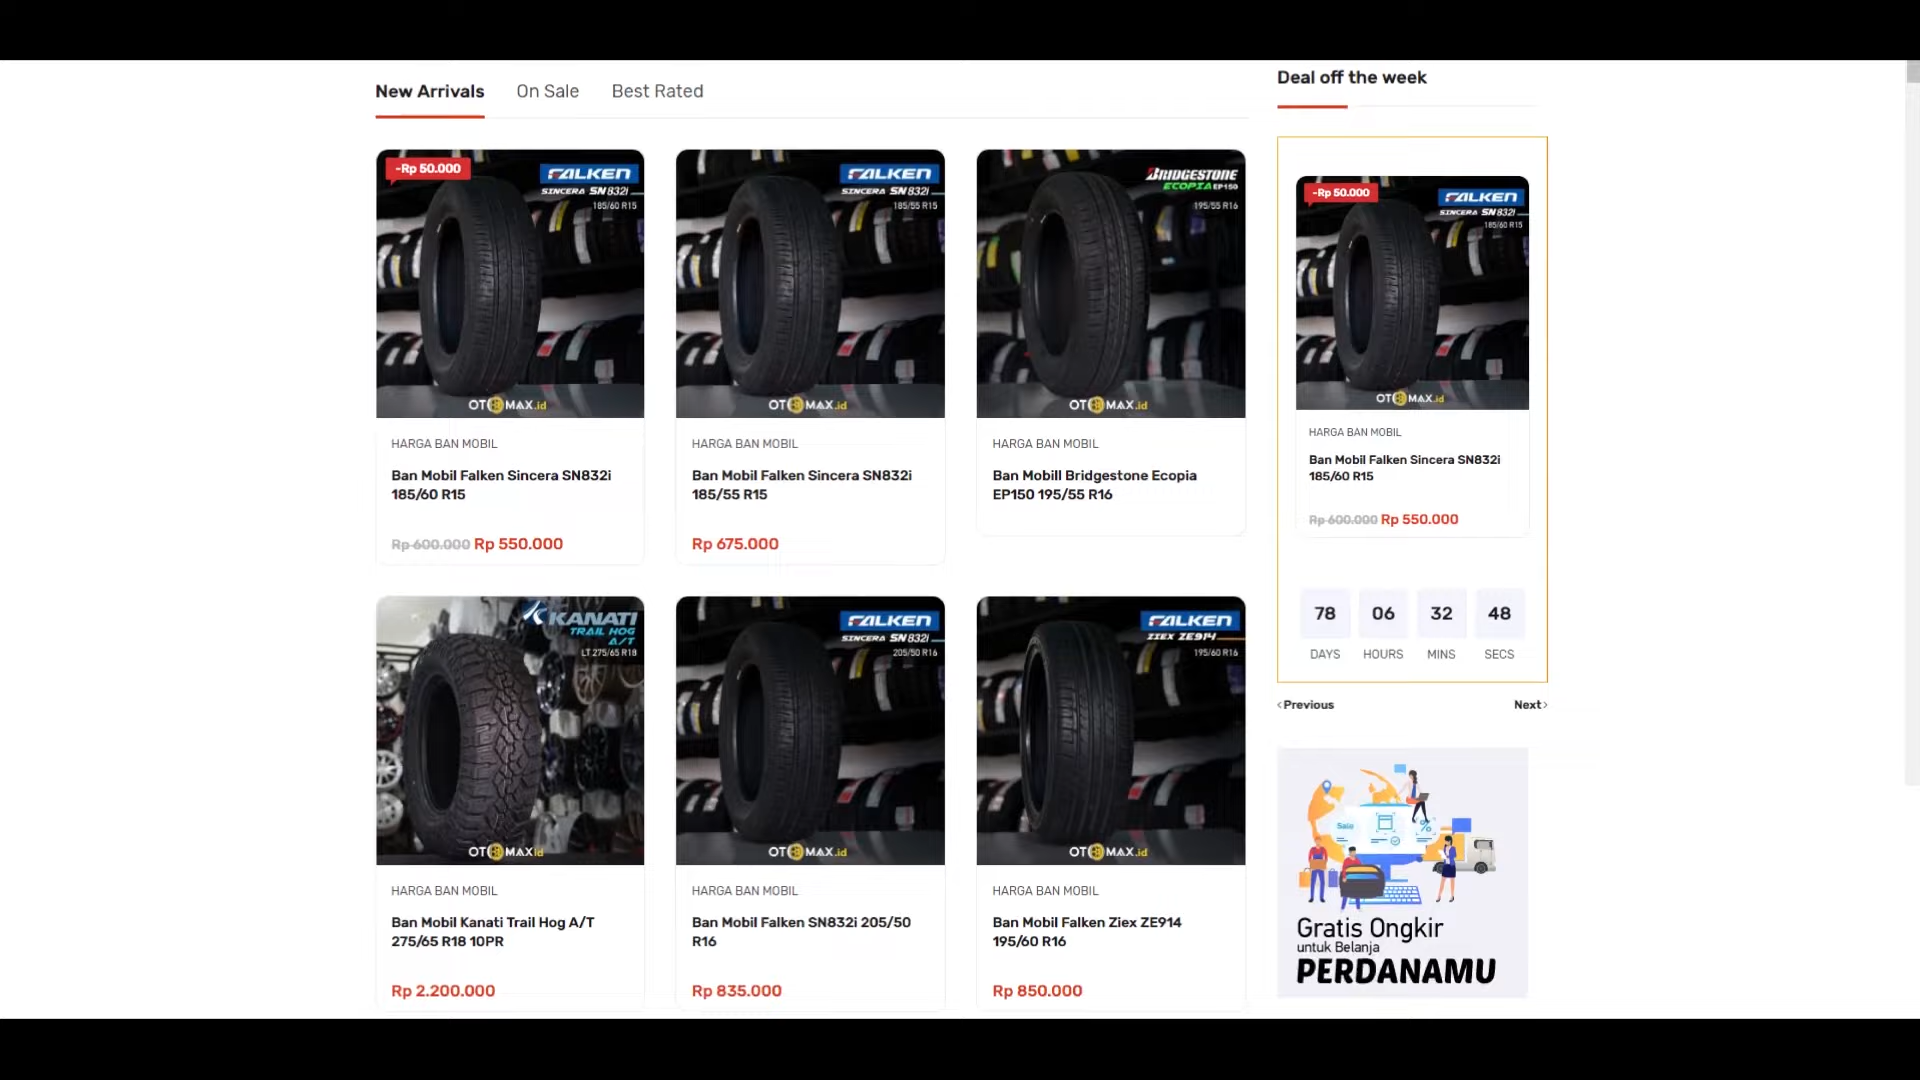 New Arrivals
On Sale
Best Rated
Deal off the week
-Rp 50.000
FALKEN
SINCERA SN832i
185/60 R15
OTOMAX.id
HARGA BAN MOBIL
Ban Mobil Falken Sincera SN832i
185/60 R15
Rp 600.000 Rp 550.000
FALKEN
SINCERA SN832i
185/55 R15
OTOMAX.id
HARGA BAN MOBIL
Ban Mobil Falken Sincera SN832i
185/55 R15
Rp 675.000
BRIDGESTONE
ECOPIA EP150
195/55 R16
OTOMAX.id
HARGA BAN MOBIL
Ban Mobill Bridgestone Ecopia
EP150 195/55 R16
-Rp 50.000
FALKEN
SINCERA SN832i
185/60 R15
OTOMAX.id
HARGA BAN MOBIL
Ban Mobil Falken Sincera SN832i
185/60 R15
Rp 600.000 Rp 550.000
78 06 32 48
DAYS HOURS MINS SECS
‹ Previous
Next ›
KANATI
TRAIL HOG
A/T
LT 275/65 R18
OTOMAX.id
HARGA BAN MOBIL
Ban Mobil Kanati Trail Hog A/T
275/65 R18 10PR
Rp 2.200.000
FALKEN
SINCERA SN832i
205/50 R16
OTOMAX.id
HARGA BAN MOBIL
Ban Mobil Falken SN832i 205/50
R16
Rp 835.000
FALKEN
ZIEX ZE914
195/60 R16
OTOMAX.id
HARGA BAN MOBIL
Ban Mobil Falken Ziex ZE914
195/60 R16
Rp 850.000
Sale
%
Gratis Ongkir
untuk Belanja
PERDANAMU